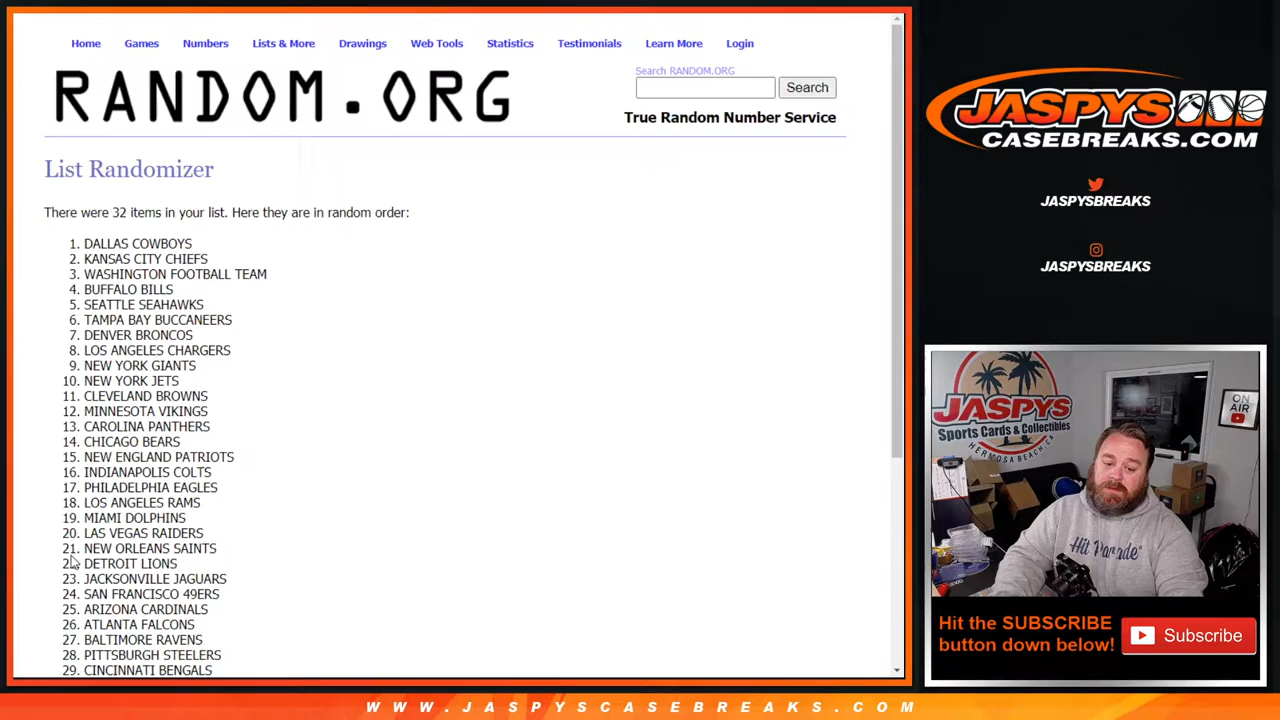 Home Games Numbers Lists & More Drawings Web Tools Statistics Testimonials Learn More Login
RANDOM.ORG
Search RANDOM.ORG
Search
True Random Number Service
List Randomizer
There were 32 items in your list. Here they are in random order:
1. DALLAS COWBOYS
2. KANSAS CITY CHIEFS
3. WASHINGTON FOOTBALL TEAM
4. BUFFALO BILLS
5. SEATTLE SEAHAWKS
6. TAMPA BAY BUCCANEERS
7. DENVER BRONCOS
8. LOS ANGELES CHARGERS
9. NEW YORK GIANTS
10. NEW YORK JETS
11. CLEVELAND BROWNS
12. MINNESOTA VIKINGS
13. CAROLINA PANTHERS
14. CHICAGO BEARS
15. NEW ENGLAND PATRIOTS
16. INDIANAPOLIS COLTS
17. PHILADELPHIA EAGLES
18. LOS ANGELES RAMS
19. MIAMI DOLPHINS
20. LAS VEGAS RAIDERS
21. NEW ORLEANS SAINTS
22. DETROIT LIONS
23. JACKSONVILLE JAGUARS
24. SAN FRANCISCO 49ERS
25. ARIZONA CARDINALS
26. ATLANTA FALCONS
27. BALTIMORE RAVENS
28. PITTSBURGH STEELERS
29. CINCINNATI BENGALS
JASPYS
CASEBREAKS.COM
JASPYSBREAKS
JASPYSBREAKS
JASPYS
Sports Cards & Collectibles
HERMOSA BEACH, CA
ON
AIR
Hit Parade
Hit the SUBSCRIBE
button down below!
Subscribe
WWW.JASPYSCASEBREAKS.COM